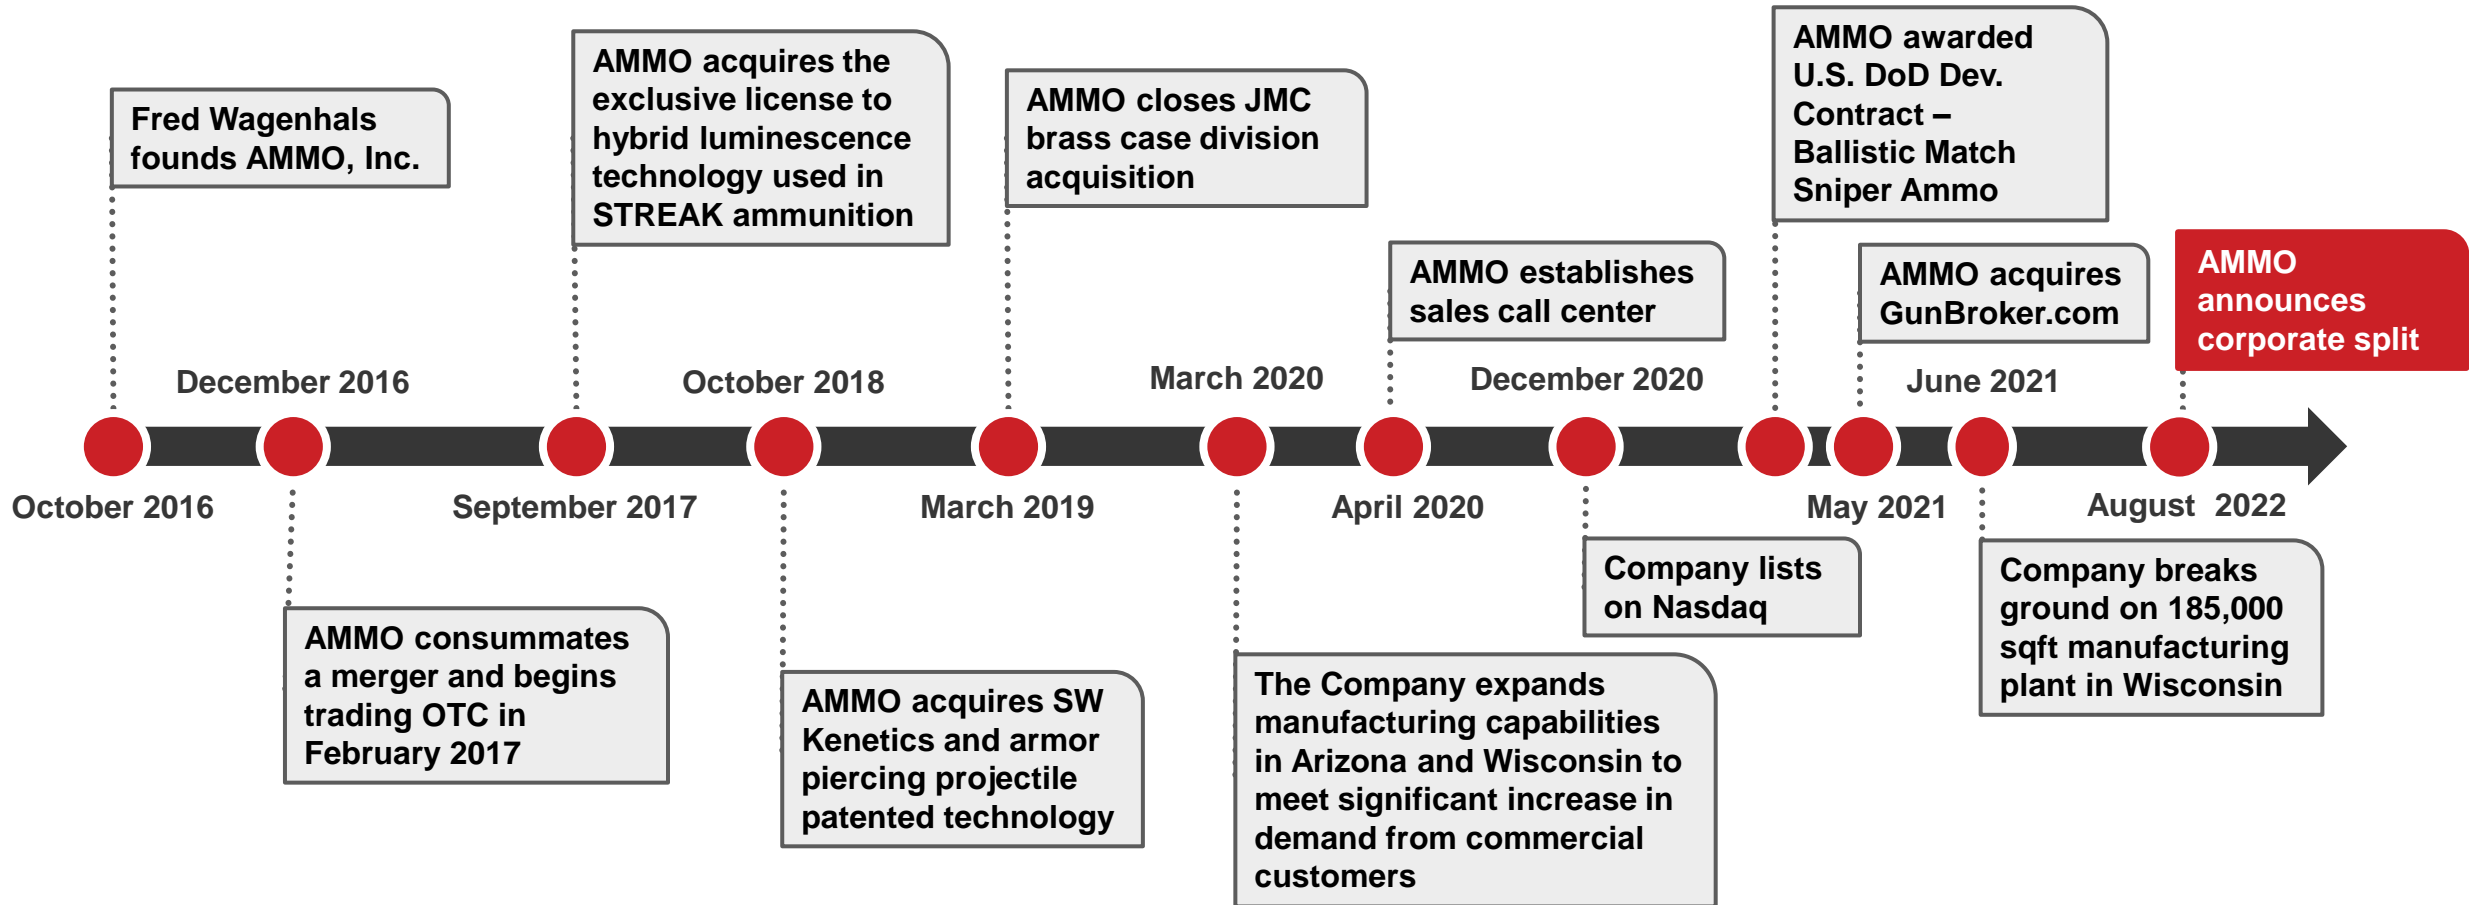 Fred Wagenhals
founds AMMO, Inc.
October 2016
December 2016
AMMO consummates
a merger and begins
trading OTC in
February 2017
AMMO acquires the
exclusive license to
hybrid luminescence
technology used in
STREAK ammunition
September 2017
October 2018
AMMO acquires SW
Kenetics and armor
piercing projectile
patented technology
AMMO closes JMC
brass case division
acquisition
March 2019
March 2020
The Company expands
manufacturing capabilities
in Arizona and Wisconsin to
meet significant increase in
demand from commercial
customers
AMMO establishes
sales call center
April 2020
December 2020
Company lists
on Nasdaq
AMMO awarded
U.S. DoD Dev.
Contract –
Ballistic Match
Sniper Ammo
AMMO acquires
GunBroker.com
May 2021
June 2021
Company breaks
ground on 185,000
sqft manufacturing
plant in Wisconsin
AMMO
announces
corporate split
August 2022